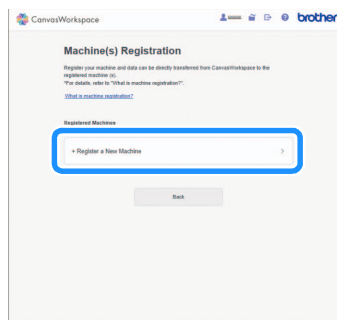 CanvasWorkspace
brother
Machine(s) Registration
Register your machine and data can be directly transferred from CanvasWorkspace to the
registered machine (s).
*For details, refer to "What is machine registration?".
What is machine registration?
Registered Machines
+ Register a New Machine
Back